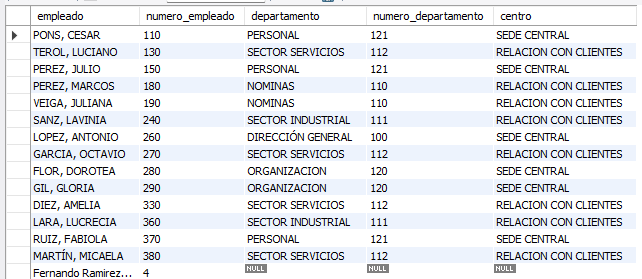 empleado numero_empleado departamento numero_departamento centro
PONS, CESAR 110 PERSONAL 121 SEDE CENTRAL
TEROL, LUCIANO 130 SECTOR SERVICIOS 112 RELACION CON CLIENTES
PEREZ, JULIO 150 PERSONAL 121 SEDE CENTRAL
PEREZ, MARCOS 180 NOMINAS 110 RELACION CON CLIENTES
VEIGA, JULIANA 190 NOMINAS 110 RELACION CON CLIENTES
SANZ, LAVINIA 240 SECTOR INDUSTRIAL 111 RELACION CON CLIENTES
LOPEZ, ANTONIO 260 DIRECCIÓN GENERAL 100 SEDE CENTRAL
GARCIA, OCTAVIO 270 SECTOR SERVICIOS 112 RELACION CON CLIENTES
FLOR, DOROTEA 280 ORGANIZACION 120 SEDE CENTRAL
GIL, GLORIA 290 ORGANIZACION 120 SEDE CENTRAL
DIEZ, AMELIA 330 SECTOR SERVICIOS 112 RELACION CON CLIENTES
LARA, LUCRECIA 360 SECTOR INDUSTRIAL 111 RELACION CON CLIENTES
RUIZ, FABIOLA 370 PERSONAL 121 SEDE CENTRAL
MARTÍN, MICAELA 380 SECTOR SERVICIOS 112 RELACION CON CLIENTES
Fernando Ramirez... 4 NULL NULL NULL